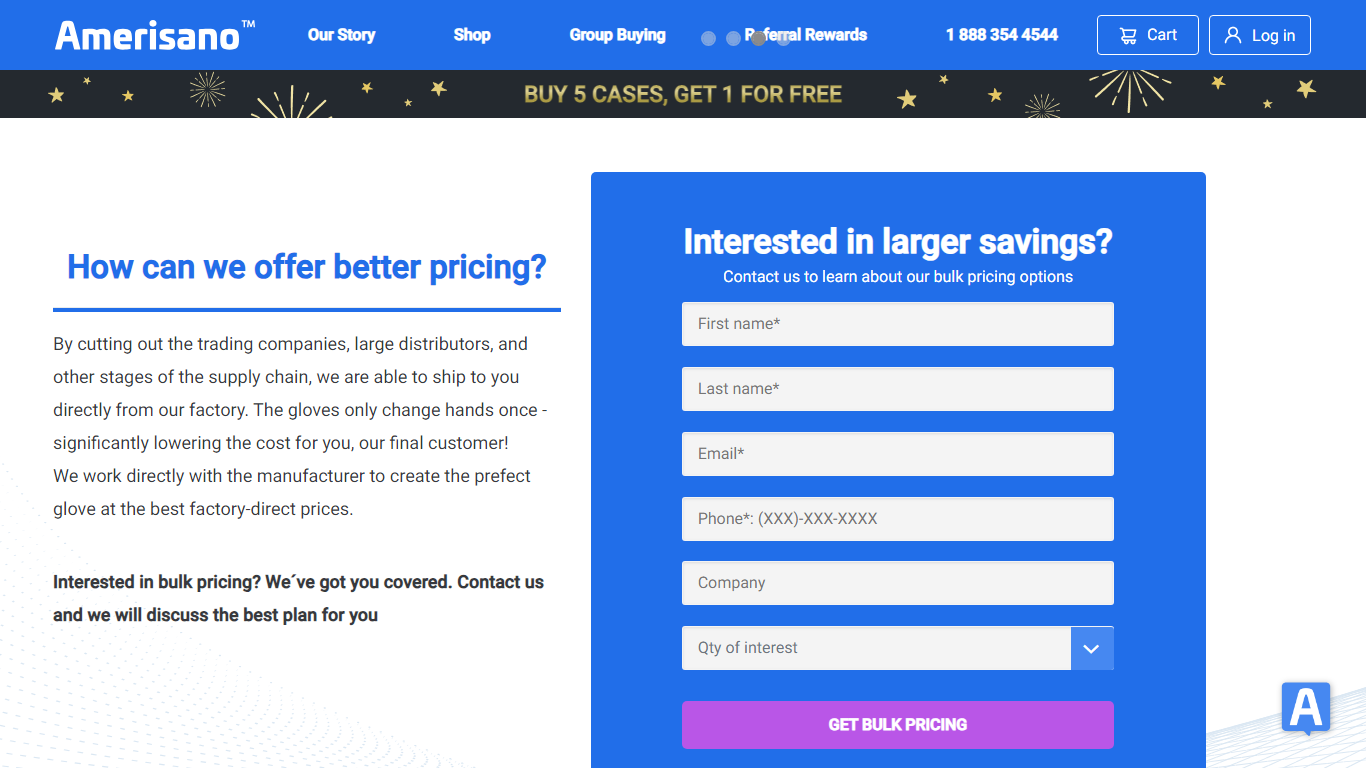 Amerisano™
Our Story
Shop
Group Buying
Referral Rewards
1 888 354 4544
Cart
Log in
BUY 5 CASES, GET 1 FOR FREE
How can we offer better pricing?
By cutting out the trading companies, large distributors, and
other stages of the supply chain, we are able to ship to you
directly from our factory. The gloves only change hands once -
significantly lowering the cost for you, our final customer!
We work directly with the manufacturer to create the prefect
glove at the best factory-direct prices.
Interested in bulk pricing? We´ve got you covered. Contact us
and we will discuss the best plan for you
Interested in larger savings?
Contact us to learn about our bulk pricing options
First name*
Last name*
Email*
Phone*: (XXX)-XXX-XXXX
Company
Qty of interest
GET BULK PRICING
A